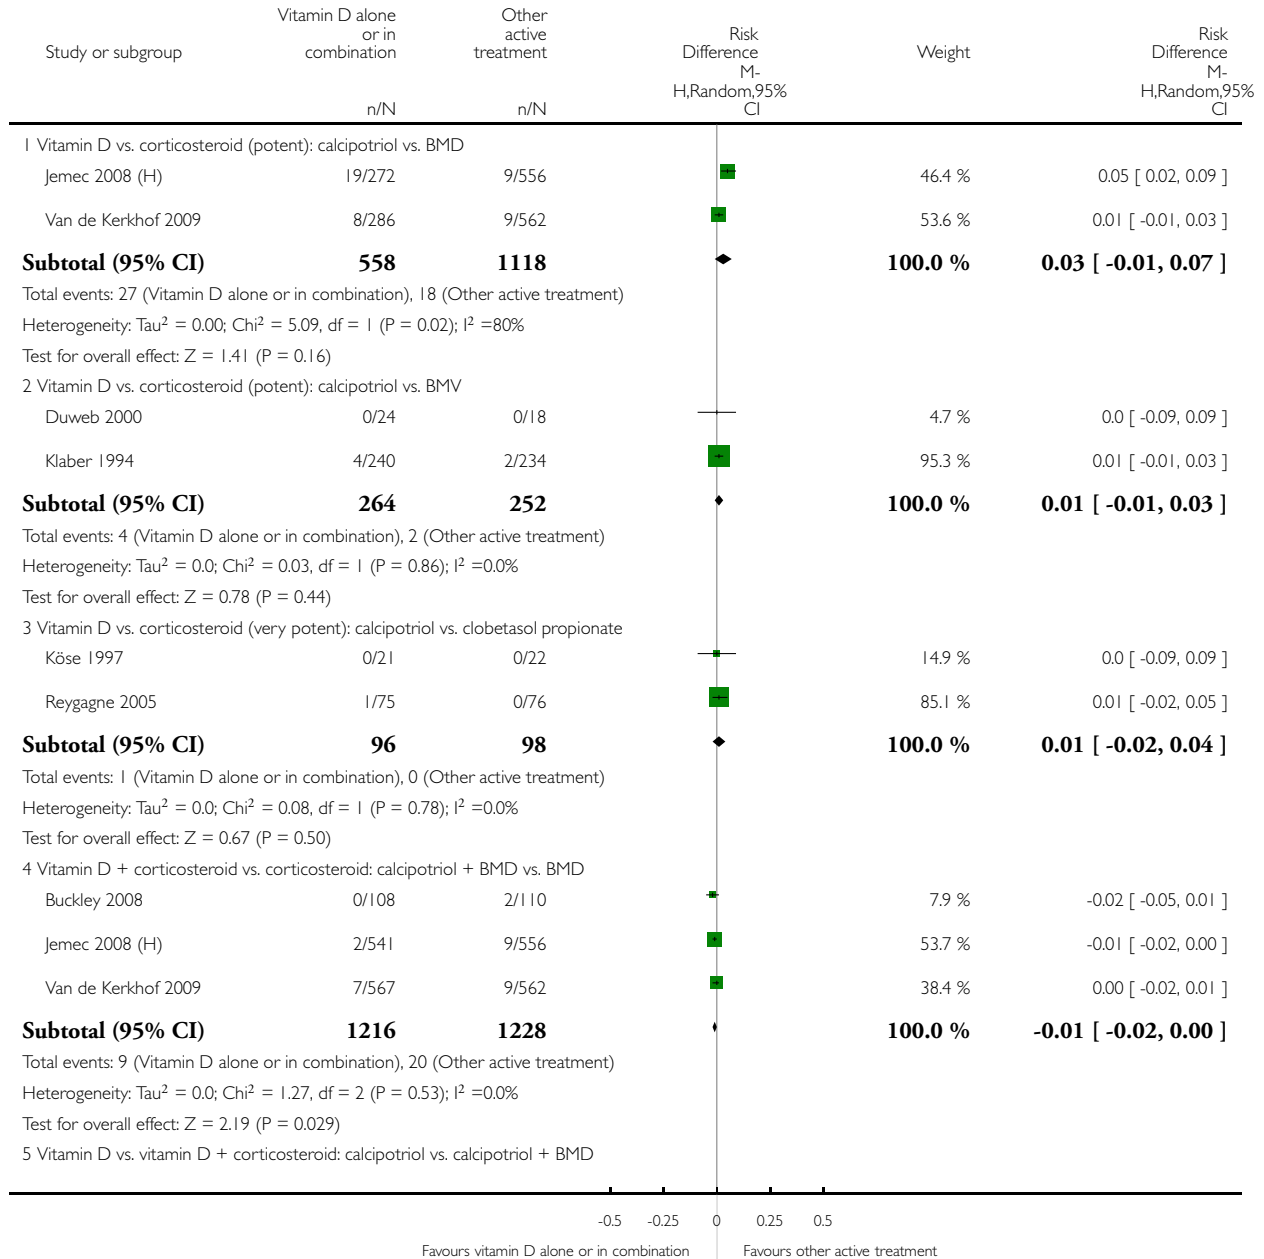 Study or subgroup
Vitamin D alone
or in
combination
Other
active
treatment
Risk
Difference
Weight
Risk
Difference
n/N
n/N
M-
H,Random,95%
CI
M-
H,Random,95%
CI
1 Vitamin D vs. corticosteroid (potent): calcipotriol vs. BMD
Jemec 2008 (H) 19/272 9/556 46.4 % 0.05 [ 0.02, 0.09 ]
Van de Kerkhof 2009 8/286 9/562 53.6 % 0.01 [ -0.01, 0.03 ]
Subtotal (95% CI) 558 1118 100.0 % 0.03 [ -0.01, 0.07 ]
Total events: 27 (Vitamin D alone or in combination), 18 (Other active treatment)
Heterogeneity: Tau² = 0.00; Chi² = 5.09, df = 1 (P = 0.02); I² =80%
Test for overall effect: Z = 1.41 (P = 0.16)
2 Vitamin D vs. corticosteroid (potent): calcipotriol vs. BMV
Duweb 2000 0/24 0/18 4.7 % 0.0 [ -0.09, 0.09 ]
Klaber 1994 4/240 2/234 95.3 % 0.01 [ -0.01, 0.03 ]
Subtotal (95% CI) 264 252 100.0 % 0.01 [ -0.01, 0.03 ]
Total events: 4 (Vitamin D alone or in combination), 2 (Other active treatment)
Heterogeneity: Tau² = 0.0; Chi² = 0.03, df = 1 (P = 0.86); I² =0.0%
Test for overall effect: Z = 0.78 (P = 0.44)
3 Vitamin D vs. corticosteroid (very potent): calcipotriol vs. clobetasol propionate
Köse 1997 0/21 0/22 14.9 % 0.0 [ -0.09, 0.09 ]
Reygagne 2005 1/75 0/76 85.1 % 0.01 [ -0.02, 0.05 ]
Subtotal (95% CI) 96 98 100.0 % 0.01 [ -0.02, 0.04 ]
Total events: 1 (Vitamin D alone or in combination), 0 (Other active treatment)
Heterogeneity: Tau² = 0.0; Chi² = 0.08, df = 1 (P = 0.78); I² =0.0%
Test for overall effect: Z = 0.67 (P = 0.50)
4 Vitamin D + corticosteroid vs. corticosteroid: calcipotriol + BMD vs. BMD
Buckley 2008 0/108 2/110 7.9 % -0.02 [ -0.05, 0.01 ]
Jemec 2008 (H) 2/541 9/556 53.7 % -0.01 [ -0.02, 0.00 ]
Van de Kerkhof 2009 7/567 9/562 38.4 % 0.00 [ -0.02, 0.01 ]
Subtotal (95% CI) 1216 1228 100.0 % -0.01 [ -0.02, 0.00 ]
Total events: 9 (Vitamin D alone or in combination), 20 (Other active treatment)
Heterogeneity: Tau² = 0.0; Chi² = 1.27, df = 2 (P = 0.53); I² =0.0%
Test for overall effect: Z = 2.19 (P = 0.029)
5 Vitamin D vs. vitamin D + corticosteroid: calcipotriol vs. calcipotriol + BMD
-0.5 -0.25 0 0.25 0.5
Favours vitamin D alone or in combination Favours other active treatment